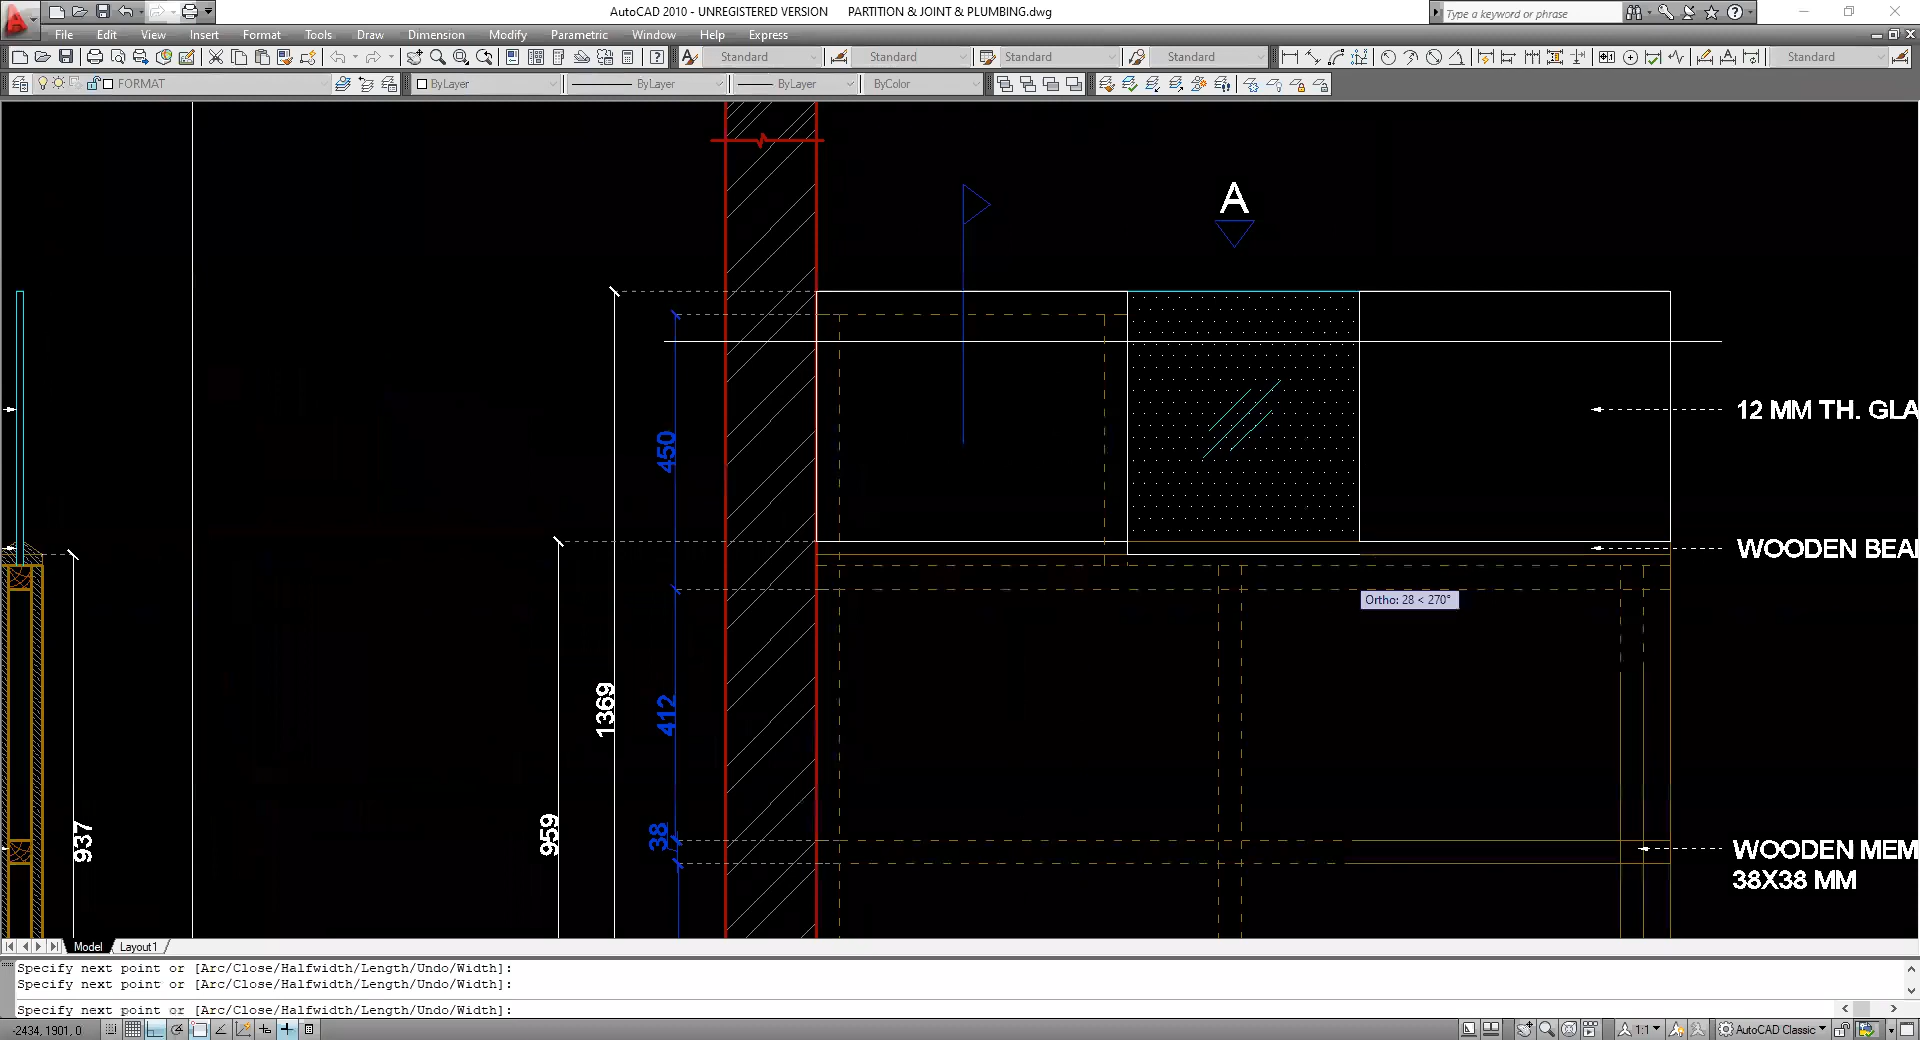 AutoCAD 2010 - UNREGISTERED VERSION PARTITION & JOINT & PLUMBING.dwg
Type a keyword or phrase
File Edit View Insert Format Tools Draw Dimension Modify Parametric Window Help Express
Standard Standard Standard Standard Standard
FORMAT ByLayer ByLayer ByLayer ByColor
A
12 MM TH. GLA
450
WOODEN BEA
Ortho: 28 < 270°
1369
412
937
959
38
WOODEN MEM
38X38 MM
Model Layout1
Specify next point or [Arc/Close/Halfwidth/Length/Undo/Width]:
Specify next point or [Arc/Close/Halfwidth/Length/Undo/Width]:
Specify next point or [Arc/Close/Halfwidth/Length/Undo/Width]:
-2434, 1901, 0 1:1 AutoCAD Classic